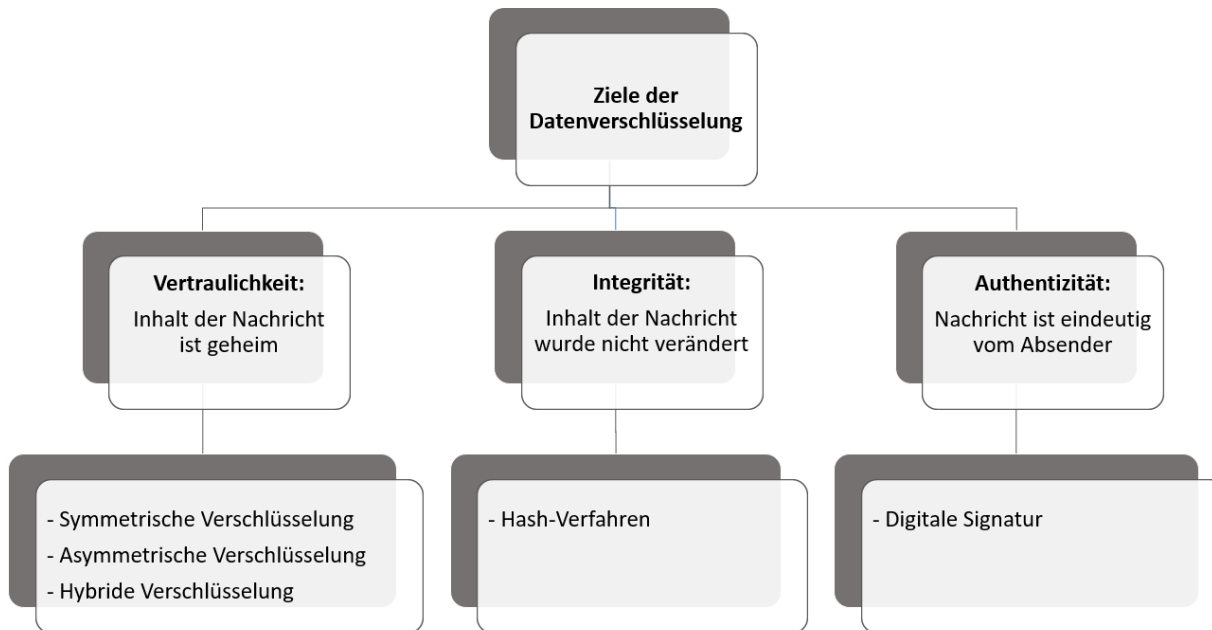 Ziele der
Datenverschlüsselung
Vertraulichkeit:
Inhalt der Nachricht
ist geheim
Integrität:
Inhalt der Nachricht
wurde nicht verändert
Authentizität:
Nachricht ist eindeutig
vom Absender
- Symmetrische Verschlüsselung
- Asymmetrische Verschlüsselung
- Hybride Verschlüsselung
- Hash-Verfahren
- Digitale Signatur